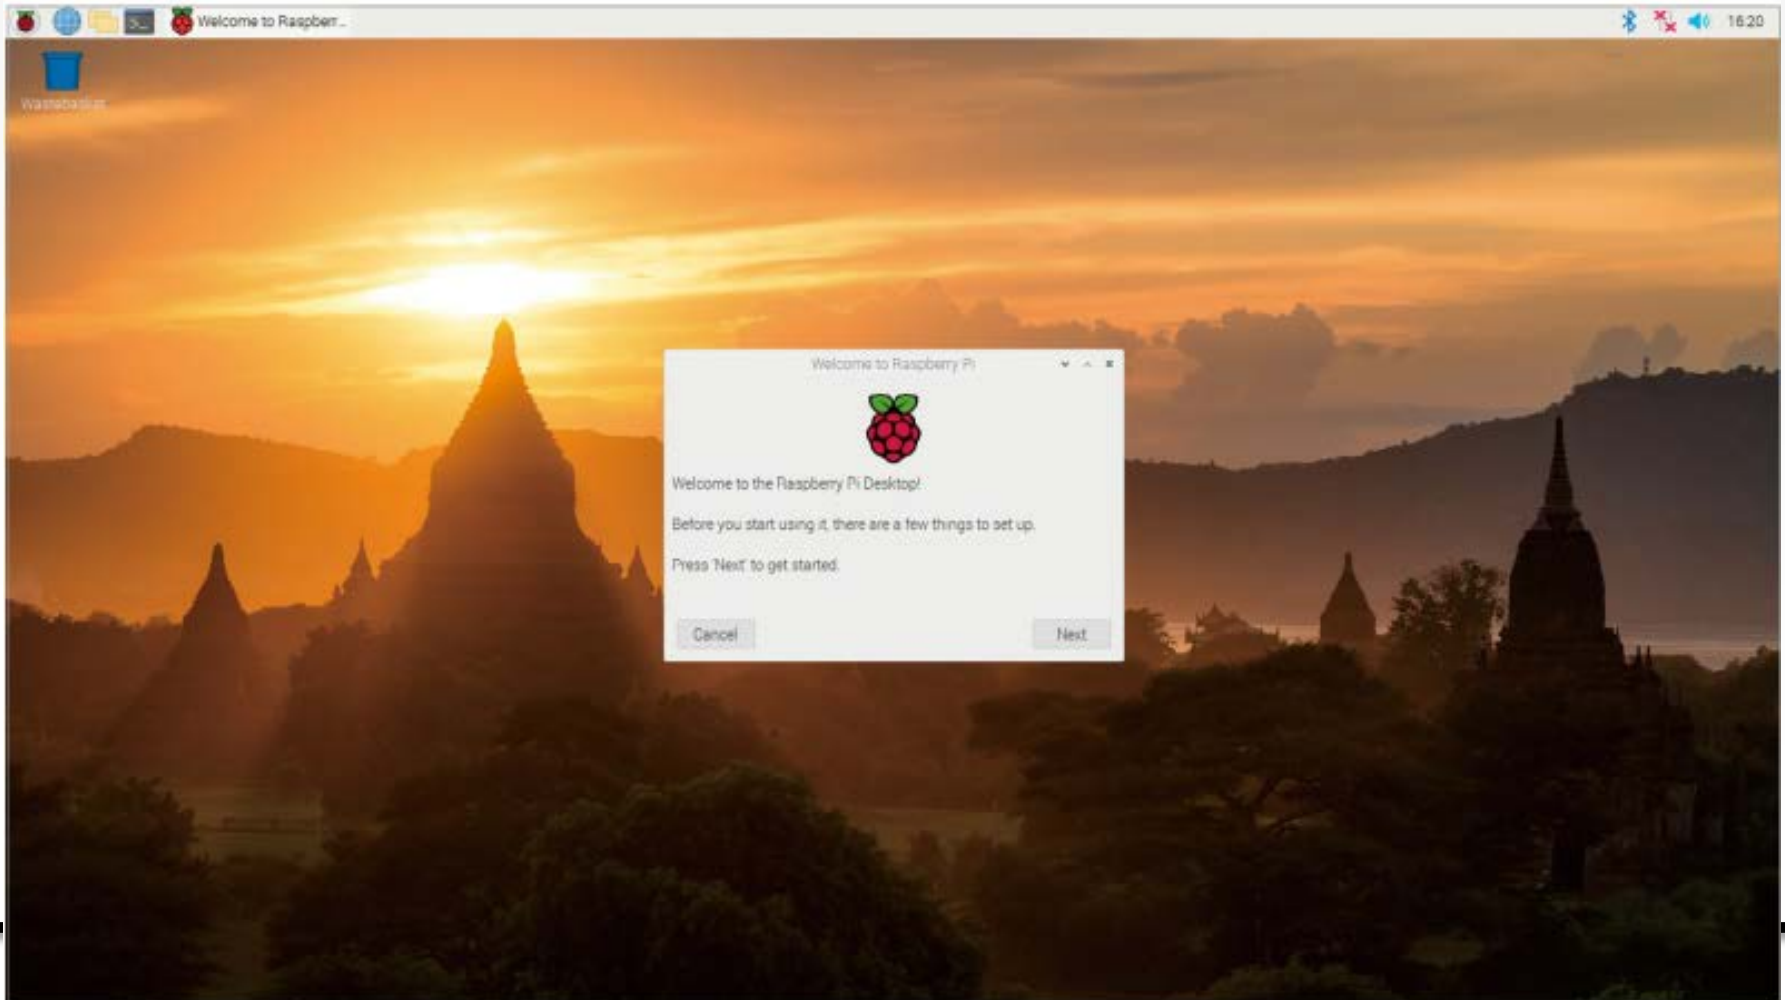 Welcome to Raspberr...
16:20
Wastebasket
Welcome to Raspberry Pi
Welcome to the Raspberry Pi Desktop!
Before you start using it, there are a few things to set up.
Press 'Next' to get started.
Cancel
Next